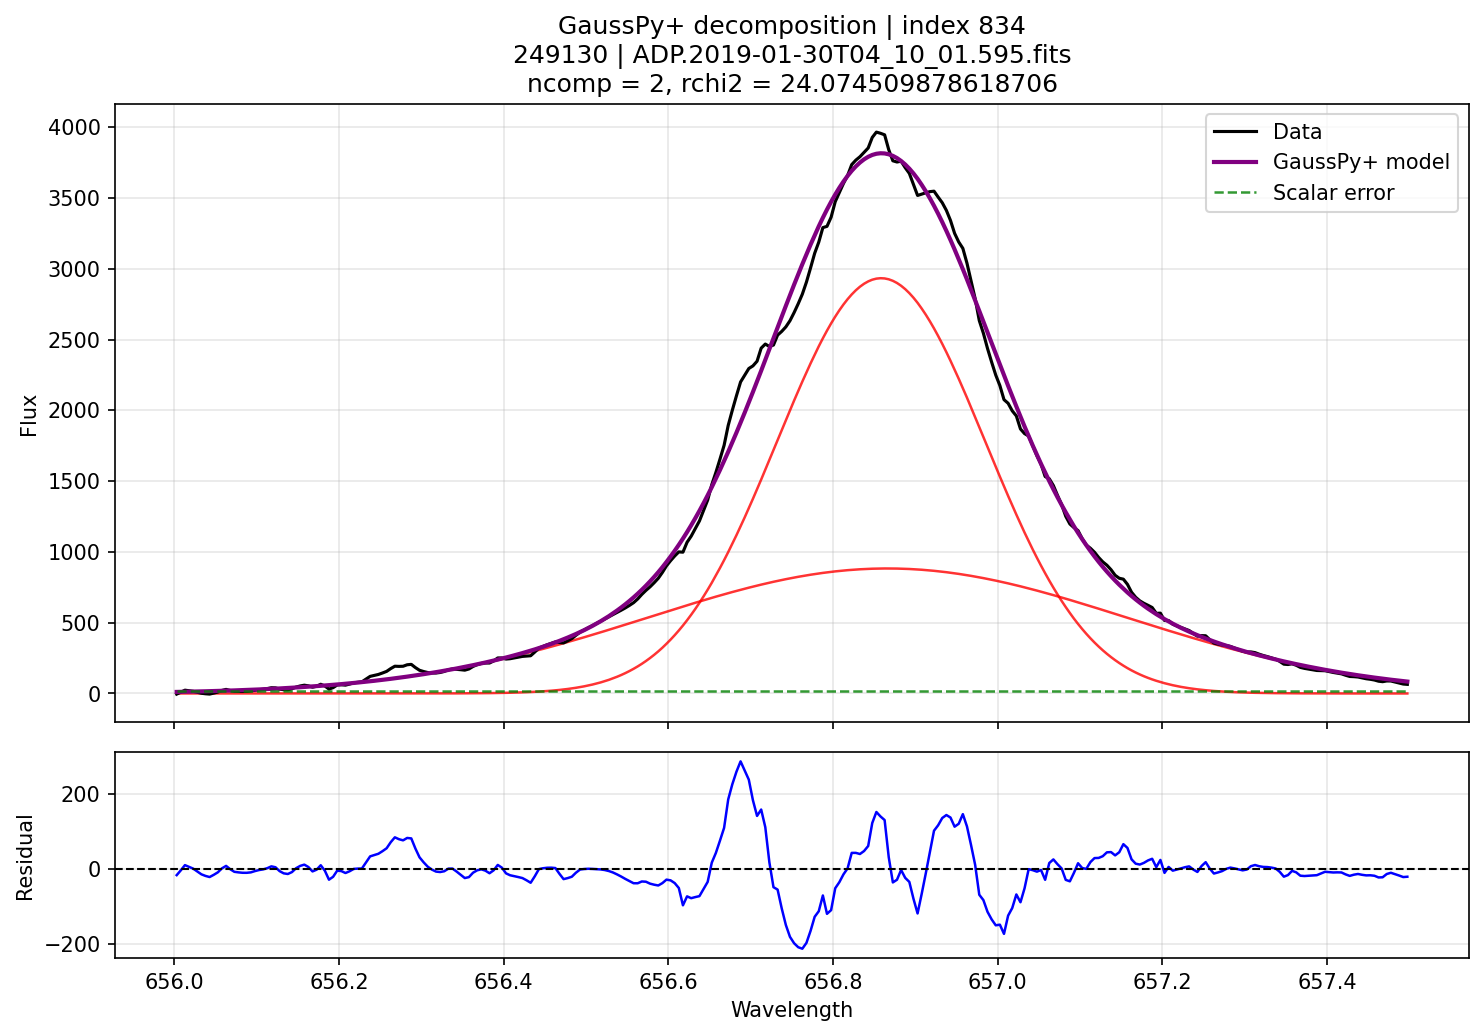 GaussPy+ decomposition | index 834
249130 | ADP.2019-01-30T04_10_01.595.fits
ncomp = 2, rchi2 = 24.074509878618706
Data
GaussPy+ model
Scalar error
Flux
4000
3500
3000
2500
2000
1500
1000
500
0
Residual
200
0
−200
656.0 656.2 656.4 656.6 656.8 657.0 657.2 657.4
Wavelength